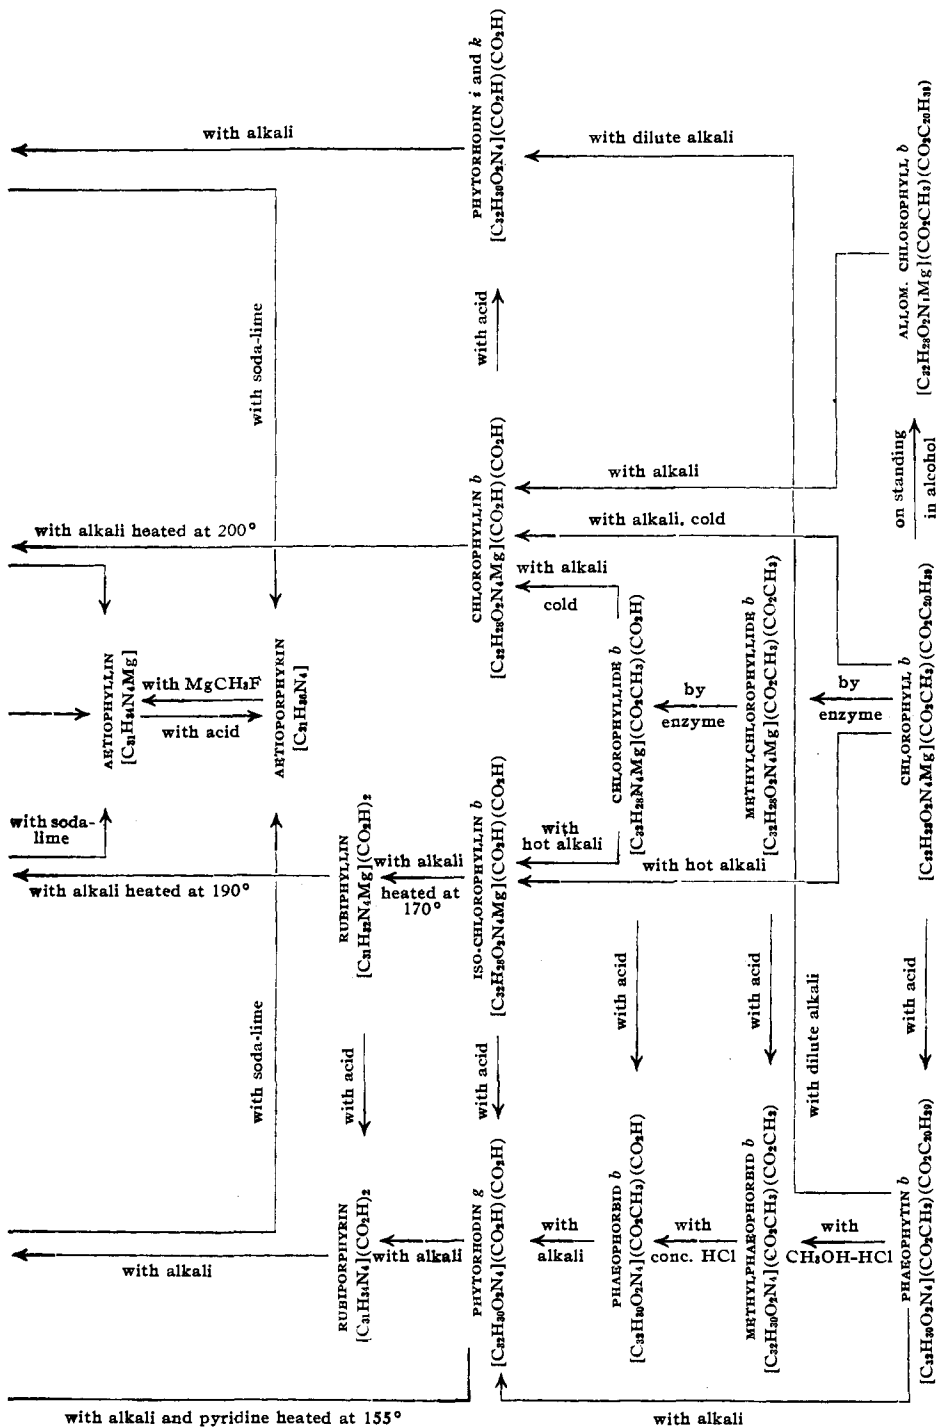 with alkali
PHYTORHODIN i and k
[C₃₂H₃₀O₂N₄](CO₂H)(CO₂H)
with dilute alkali
ALLOM. CHLOROPHYLL b
[C₃₂H₂₈O₂N₄Mg](CO₂CH₃)(CO₂C₂₀H₃₉)
with soda-lime
with acid
on standing
in alcohol
with alkali heated at 200°
CHLOROPHYLLIN b
[C₃₂H₂₈O₂N₄Mg](CO₂H)(CO₂H)
with alkali
with alkali, cold
with alkali
cold
AETIOPHYLLIN
[C₃₁H₃₄N₄Mg]
with MgCH₃F
with acid
AETIOPORPHYRIN
[C₃₁H₃₆N₄]
CHLOROPHYLLIDE b
[C₃₂H₂₈N₄Mg](CO₂CH₃)(CO₂H)
by
enzyme
METHYLCHLOROPHYLLIDE b
[C₃₂H₂₈O₂N₄Mg](CO₂CH₃)(CO₂CH₃)
by
enzyme
CHLOROPHYLL b
[C₃₂H₂₈O₂N₄Mg](CO₂CH₃)(CO₂C₂₀H₃₉)
with soda-
lime
with alkali heated at 190°
RUBIPHYLLIN
[C₃₁H₃₂N₄Mg](CO₂H)₂
with alkali
heated at
170°
ISO-CHLOROPHYLLIN b
[C₃₂H₂₈O₂N₄Mg](CO₂H)(CO₂H)
with
hot alkali
with hot alkali
with soda-lime
with acid
with acid
with acid
with acid
with dilute alkali
with acid
with alkali
RUBIPORPHYRIN
[C₃₁H₃₄N₄](CO₂H)₂
with alkali
PHYTORHODIN g
[C₃₂H₃₀O₂N₄](CO₂H)(CO₂H)
with
alkali
PHAEOPHORBID b
[C₃₂H₃₀O₂N₄](CO₂CH₃)(CO₂H)
with
conc. HCl
METHYLPHAEOPHORBID b
[C₃₂H₃₀O₂N₄](CO₂CH₃)(CO₂CH₃)
with
CH₃OH-HCl
PHAEOPHYTIN b
[C₃₂H₃₀O₂N₄](CO₂CH₃)(CO₂C₂₀H₃₉)
with alkali and pyridine heated at 155°
with alkali